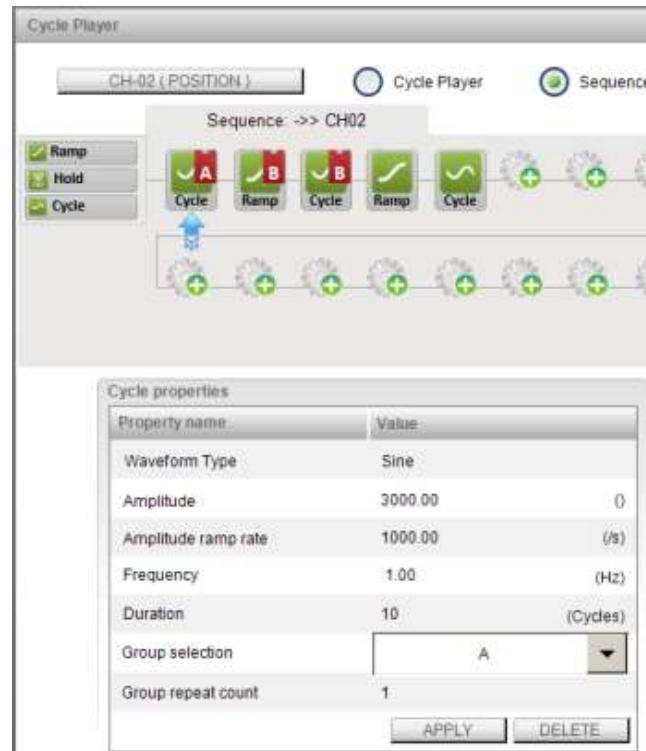 Cycle Player
CH-02 ( POSITION )
Cycle Player
Sequence
Sequence: ->> CH02
Ramp
Hold
Cycle
A
B
B
Cycle
Ramp
Cycle
Ramp
Cycle
Cycle properties
Property name Value
Waveform Type Sine
Amplitude 3000.00 ()
Amplitude ramp rate 1000.00 (/s)
Frequency 1.00 (Hz)
Duration 10 (Cycles)
Group selection A
Group repeat count 1
APPLY DELETE